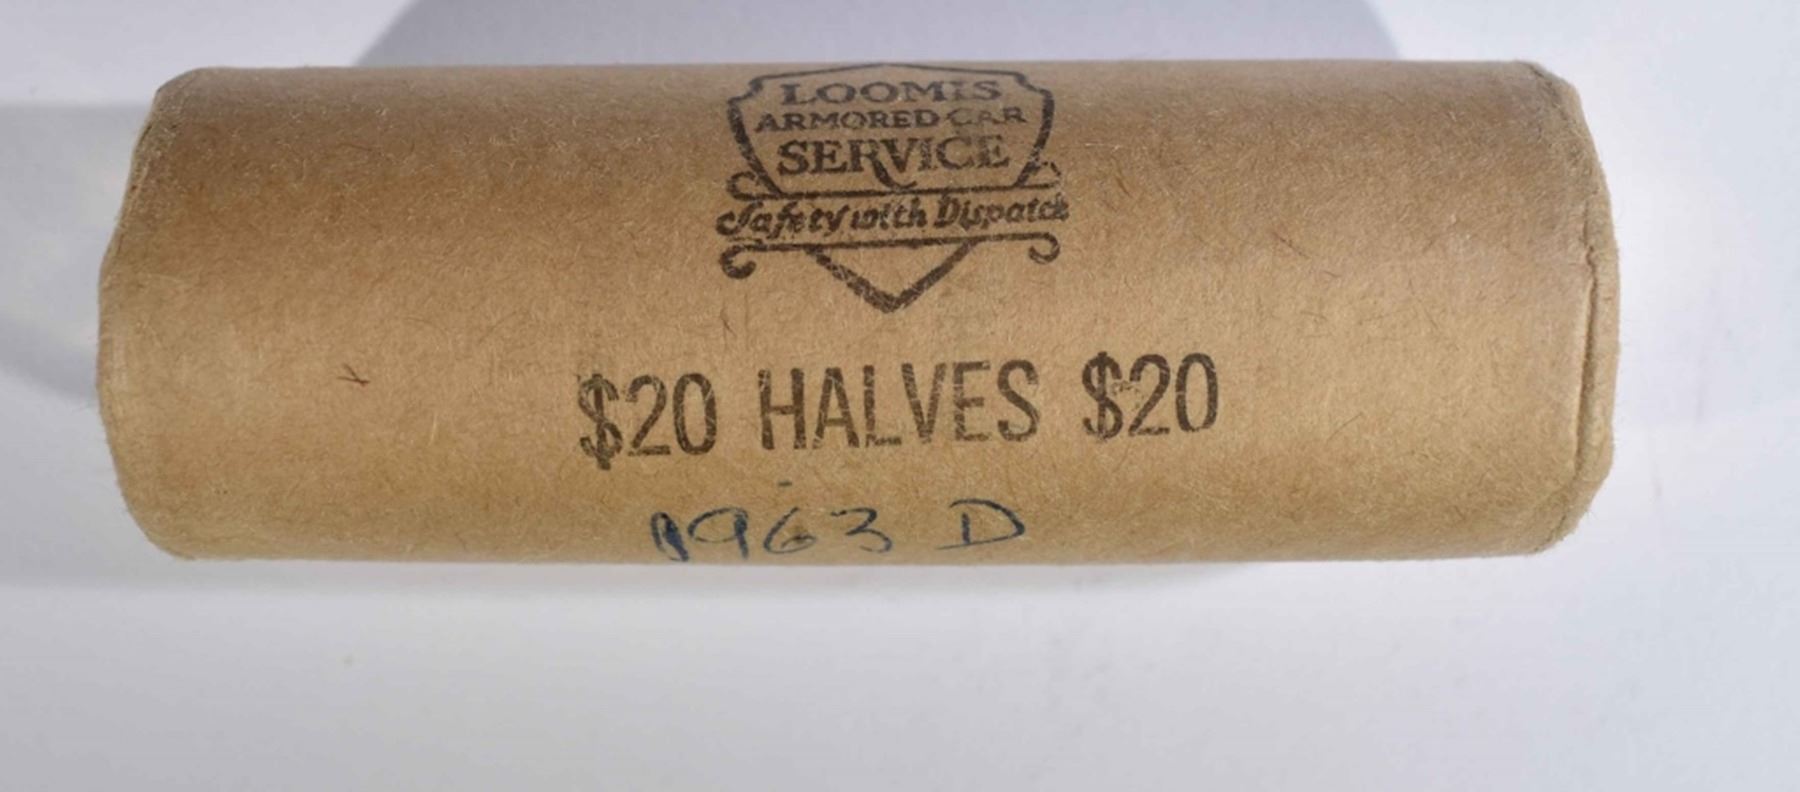 LOOMIS
ARMORED CAR
SERVICE
Safety with Dispatch
$20 HALVES $20
1963 D